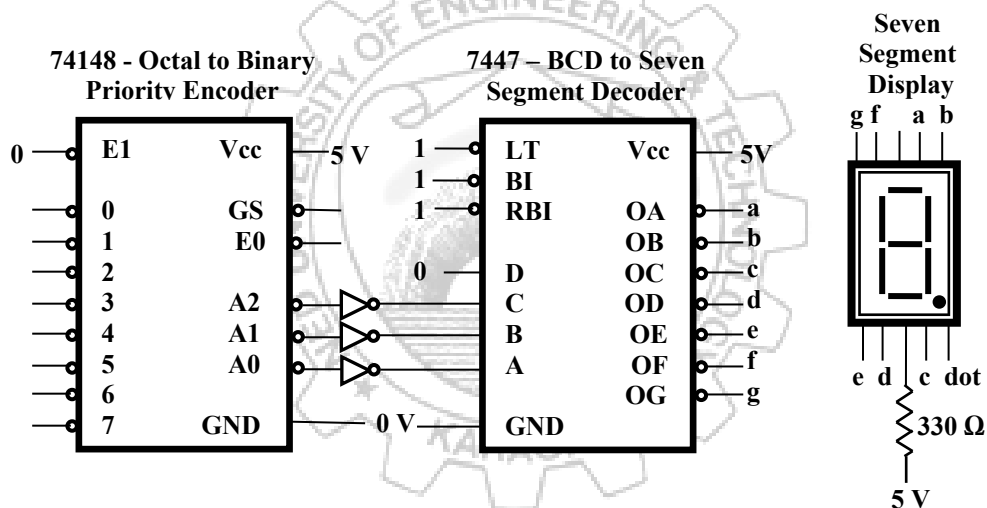 74148 - Octal to Binary
Priority Encoder
0
E1
Vcc
5 V
0
GS
1
E0
2
3
A2
4
A1
5
A0
6
7
GND
0 V
7447 – BCD to Seven
Segment Decoder
1
LT
Vcc
5V
1
BI
1
RBI
OA
a
OB
b
0
D
OC
c
C
OD
d
B
OE
e
A
OF
f
OG
g
GND
Seven
Segment
Display
g f a b
e d c dot
330 Ω
5 V
OF ENGINEERING